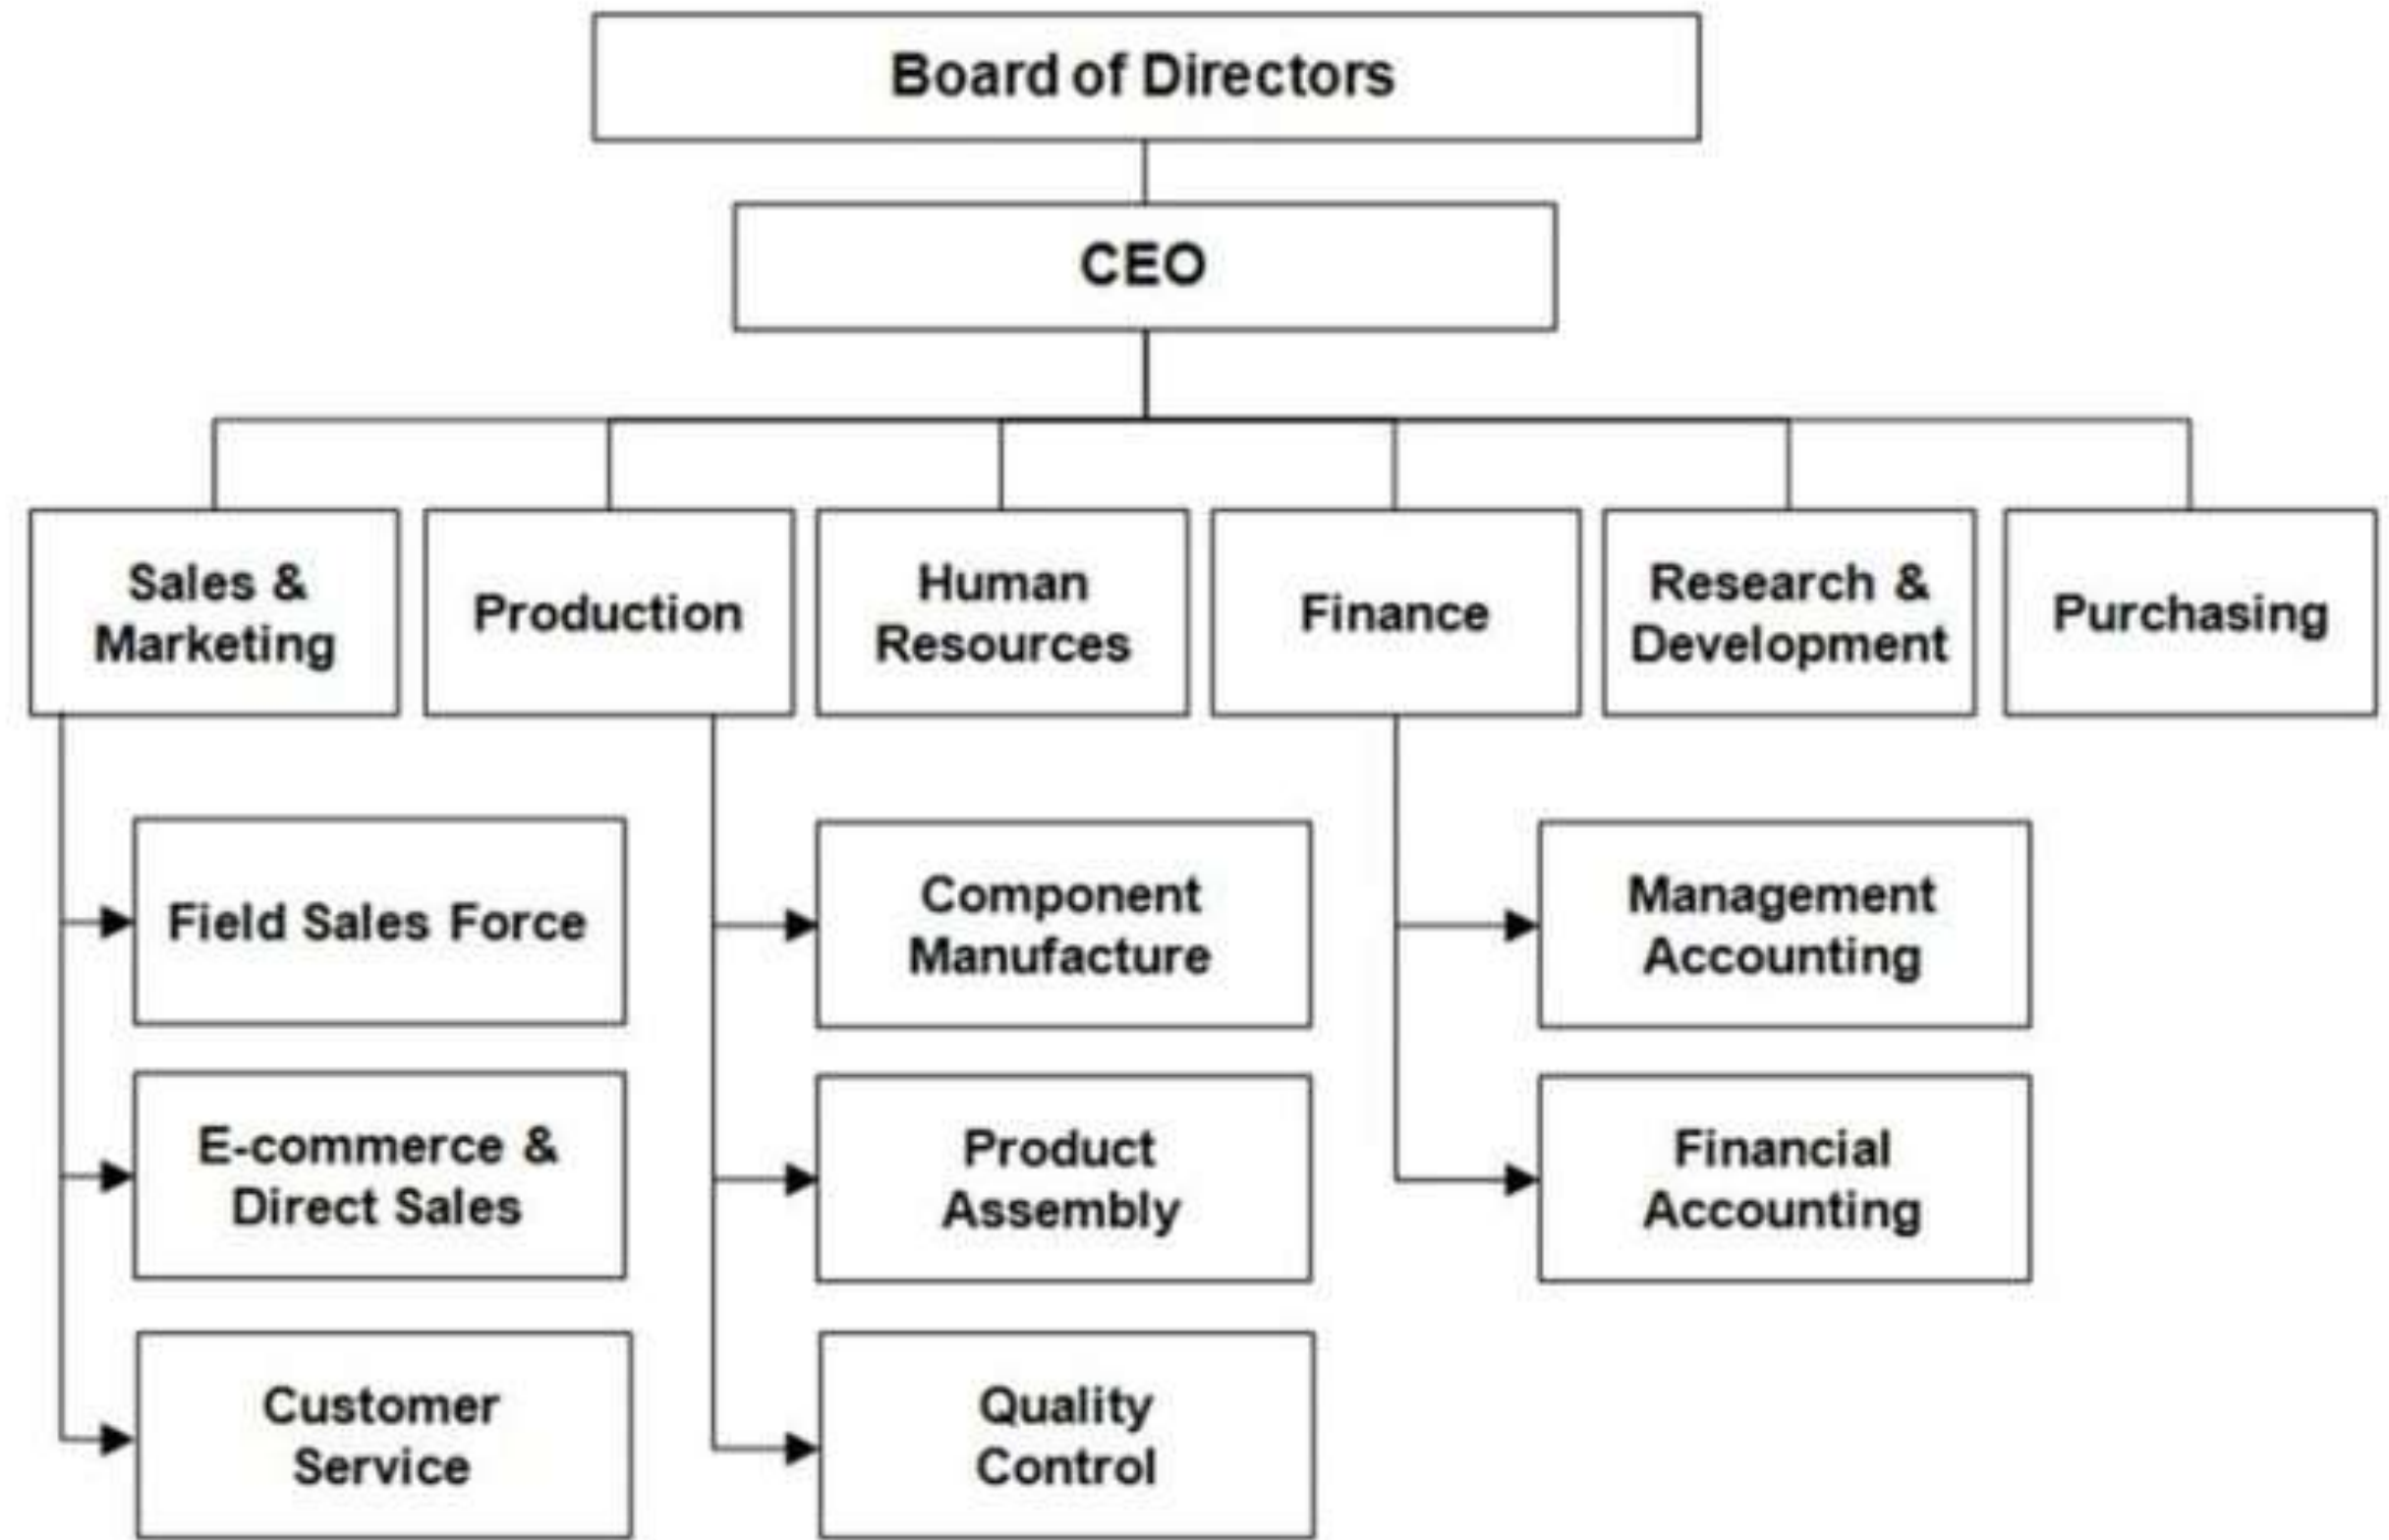 Board of Directors
CEO
Sales &
Marketing
Production
Human
Resources
Finance
Research &
Development
Purchasing
Field Sales Force
E-commerce &
Direct Sales
Customer
Service
Component
Manufacture
Product
Assembly
Quality
Control
Management
Accounting
Financial
Accounting